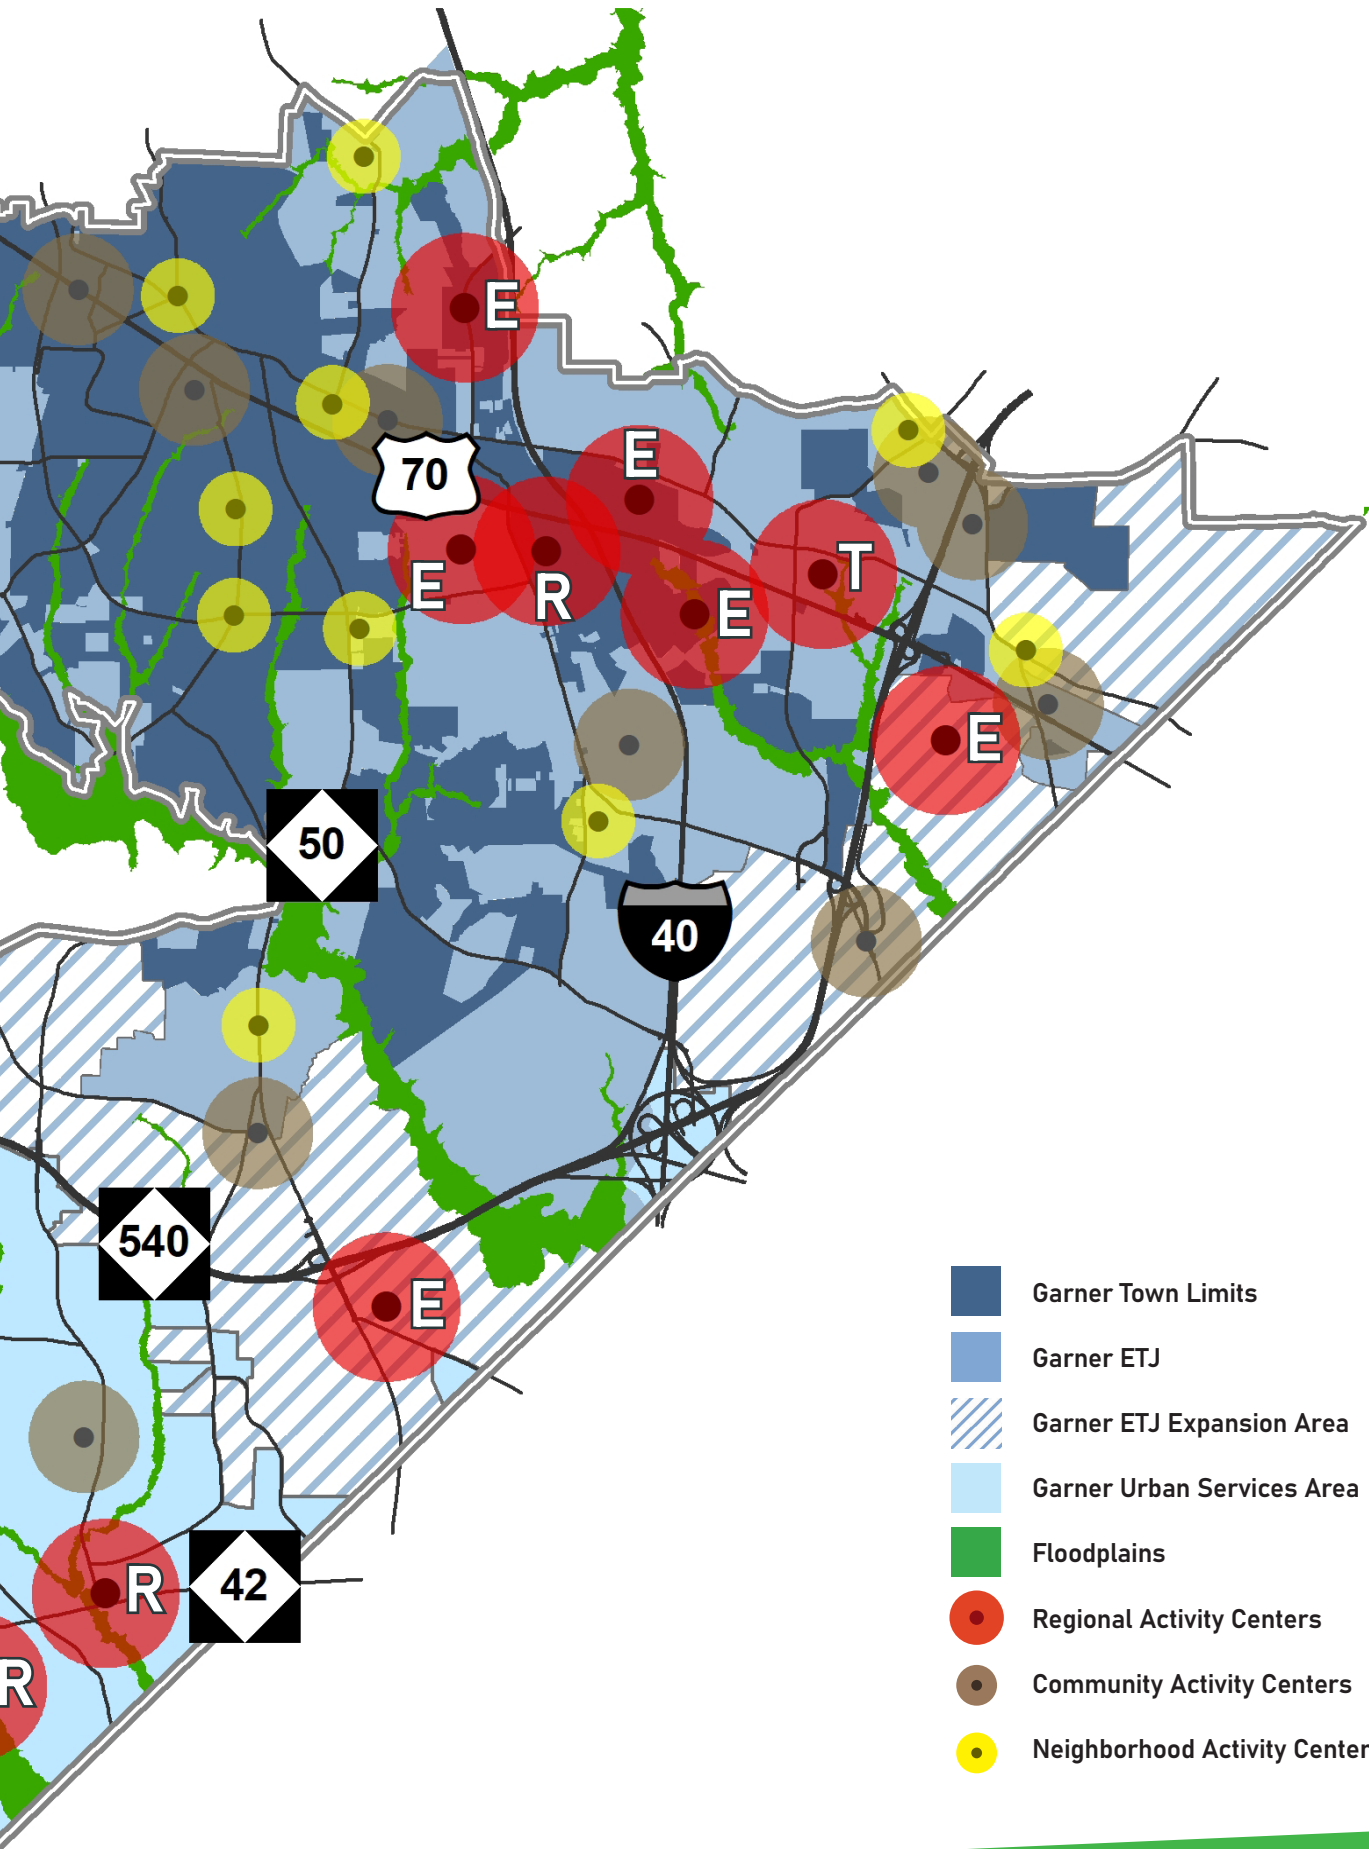 E
70
E
E
R
T
E
E
50
40
540
E
42
R
R
Garner Town Limits
Garner ETJ
Garner ETJ Expansion Area
Garner Urban Services Area
Floodplains
Regional Activity Centers
Community Activity Centers
Neighborhood Activity Center